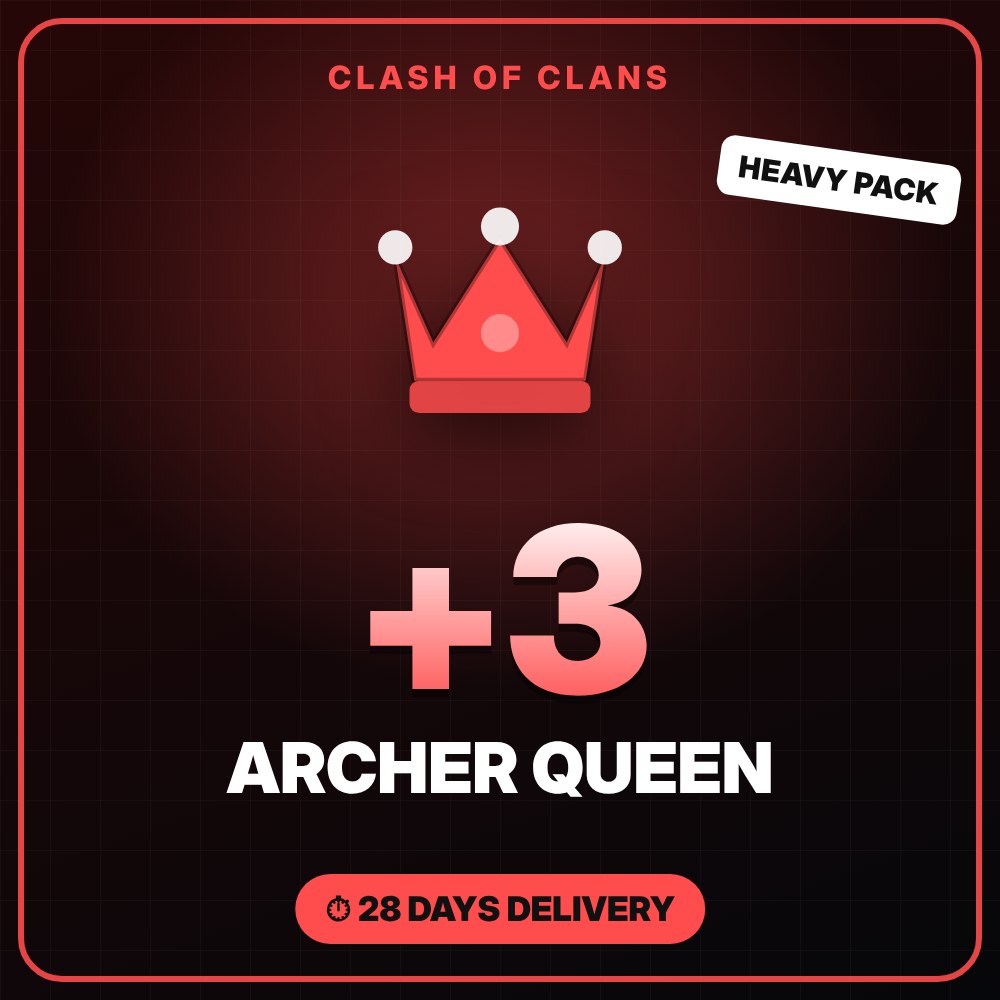 CLASH OF CLANS
HEAVY PACK
+3
ARCHER QUEEN
⏱ 28 DAYS DELIVERY